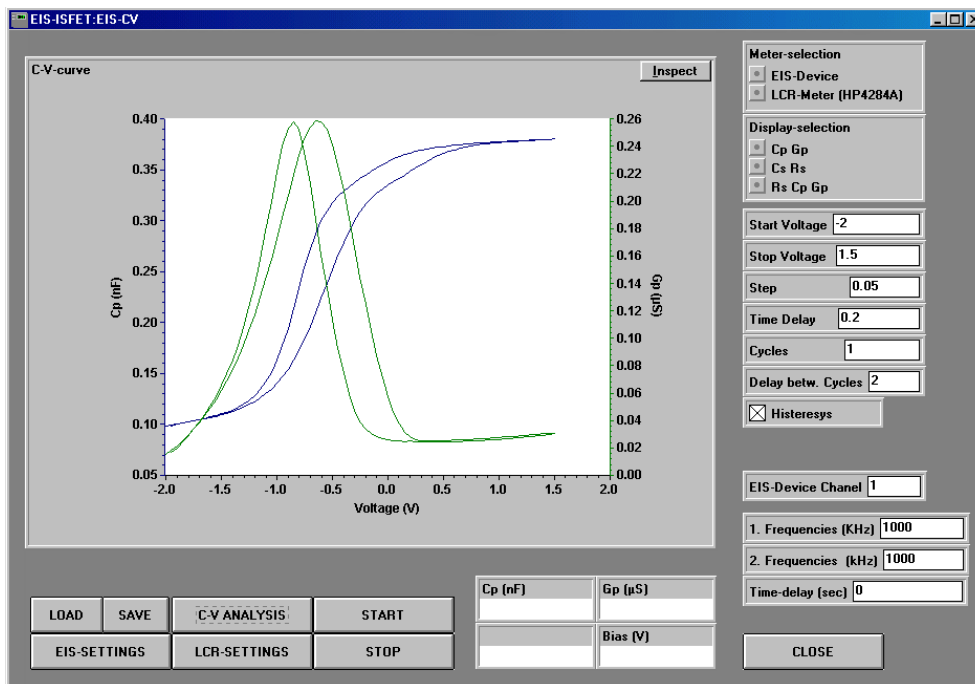 EIS-ISFET:EIS-CV
C-V-curve
Inspect
0.40
0.35
0.30
0.25
0.20
0.15
0.10
0.05
Cp (nF)
0.26
0.24
0.22
0.20
0.18
0.16
0.14
0.12
0.10
0.08
0.06
0.04
0.02
0.00
Gp (µS)
-2.0 -1.5 -1.0 -0.5 0.0 0.5 1.0 1.5 2.0
Voltage (V)
Meter-selection
EIS-Device
LCR-Meter (HP4284A)
Display-selection
Cp Gp
Cs Rs
Rs Cp Gp
Start Voltage -2
Stop Voltage 1.5
Step 0.05
Time Delay 0.2
Cycles 1
Delay betw. Cycles 2
Histeresys
EIS-Device Chanel 1
1. Frequencies (KHz) 1000
2. Frequencies (kHz) 1000
Time-delay (sec) 0
LOAD SAVE C-V ANALYSIS START
EIS-SETTINGS LCR-SETTINGS STOP
Cp (nF) Gp (µS)
Bias (V)
CLOSE